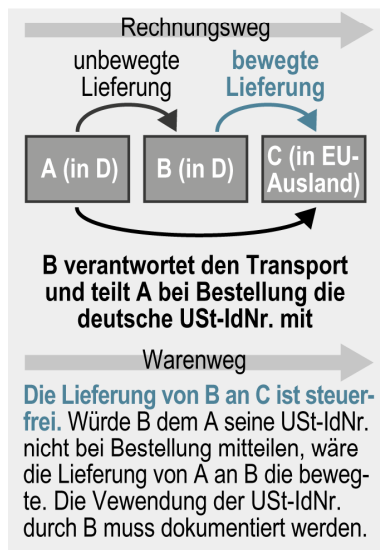 Rechnungsweg
unbewegte
Lieferung
bewegte
Lieferung
A (in D)
B (in D)
C (in EU-
Ausland)
B verantwortet den Transport
und teilt A bei Bestellung die
deutsche USt-IdNr. mit
Warenweg
Die Lieferung von B an C ist steuer-
frei. Würde B dem A seine USt-IdNr.
nicht bei Bestellung mitteilen, wäre
die Lieferung von A an B die beweg-
te. Die Vewendung der USt-IdNr.
durch B muss dokumentiert werden.